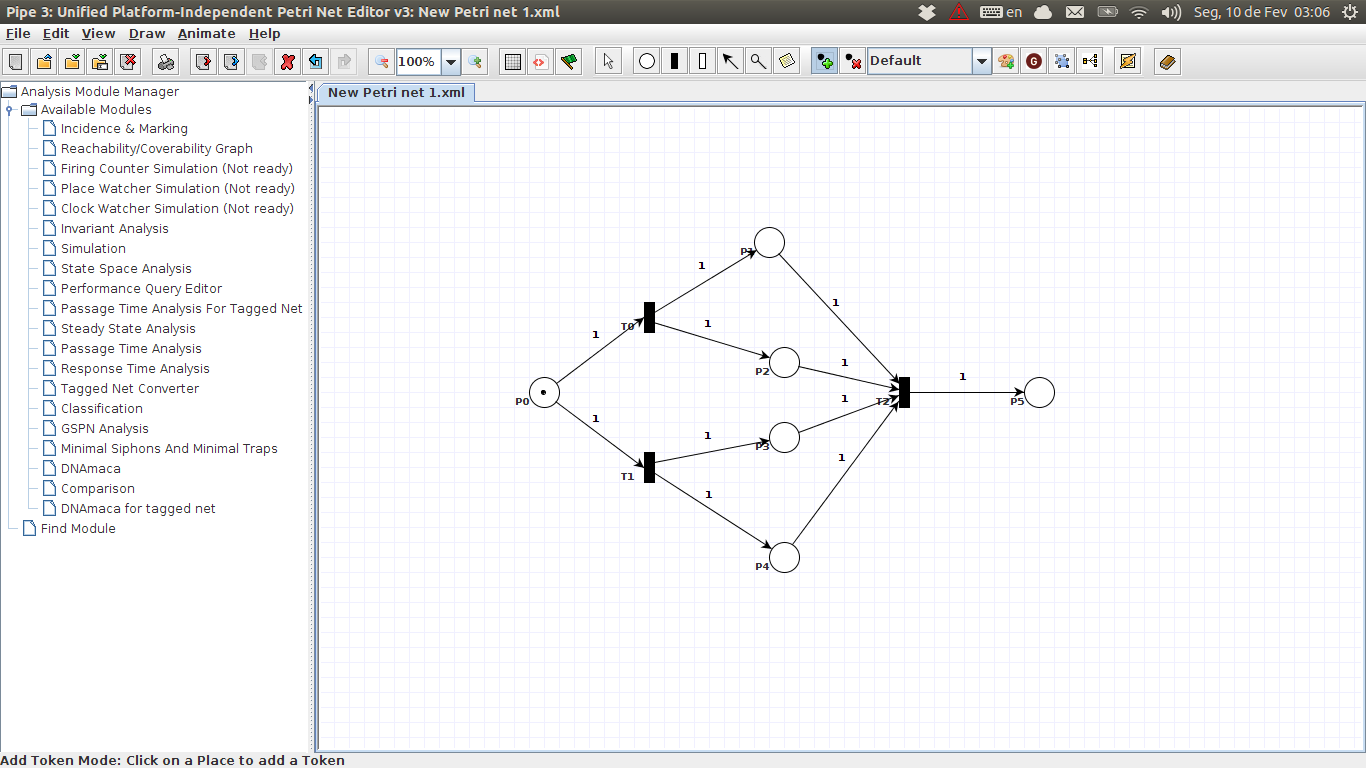 Pipe 3: Unified Platform-Independent Petri Net Editor v3: New Petri net 1.xml
en
Seg, 10 de Fev 03:06
File Edit View Draw Animate Help
100%
Default
G
Analysis Module Manager
Available Modules
Incidence & Marking
Reachability/Coverability Graph
Firing Counter Simulation (Not ready)
Place Watcher Simulation (Not ready)
Clock Watcher Simulation (Not ready)
Invariant Analysis
Simulation
State Space Analysis
Performance Query Editor
Passage Time Analysis For Tagged Net
Steady State Analysis
Passage Time Analysis
Response Time Analysis
Tagged Net Converter
Classification
GSPN Analysis
Minimal Siphons And Minimal Traps
DNAmaca
Comparison
DNAmaca for tagged net
Find Module
New Petri net 1.xml
P1
1
1
T0
1
1
1
P2
1
1
P0
T2
P5
1
1
1
P3
1
T1
1
P4
Add Token Mode: Click on a Place to add a Token